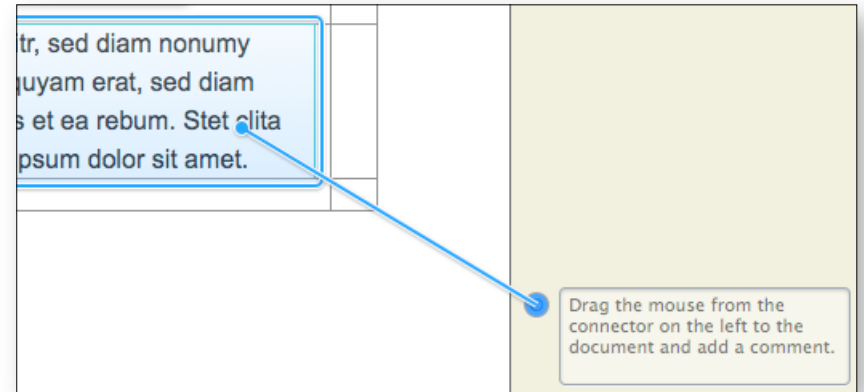 itr, sed diam nonumy
quyam erat, sed diam
s et ea rebum. Stet clita
psum dolor sit amet.
Drag the mouse from the
connector on the left to the
document and add a comment.